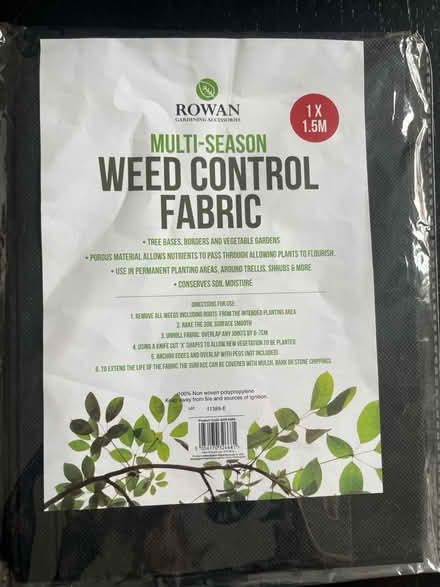 ROWAN
GARDENING ACCESSORIES
1 X
1.5M
MULTI-SEASON
WEED CONTROL
FABRIC
• TREE BASES, BORDERS AND VEGETABLE GARDENS
• POROUS MATERIAL ALLOWS NUTRIENTS TO PASS THROUGH ALLOWING PLANTS TO FLOURISH.
• USE IN PERMANENT PLANTING AREAS, AROUND TRELLIS, SHRUBS & MORE
• CONSERVES SOIL MOISTURE
DIRECTIONS FOR USE:
1. REMOVE ALL WEEDS INCLUDING ROOTS FROM THE INTENDED PLANTING AREA
2. RAKE THE SOIL SURFACE SMOOTH
3. UNROLL FABRIC. OVERLAP ANY JOINTS BY 6-7CM
4. USING A KNIFE CUT 'X' SHAPES TO ALLOW NEW VEGETATION TO BE PLANTED
5. ANCHOR EDGES AND OVERLAP WITH PEGS (NOT INCLUDED)
6. TO EXTEND THE LIFE OF THE FABRIC THE SURFACE CAN BE COVERED WITH MULCH, BARK OR STONE CHIPPINGS.
100% Non woven polypropylene
Keep away from fire and sources of ignition.
LOT 11389-E